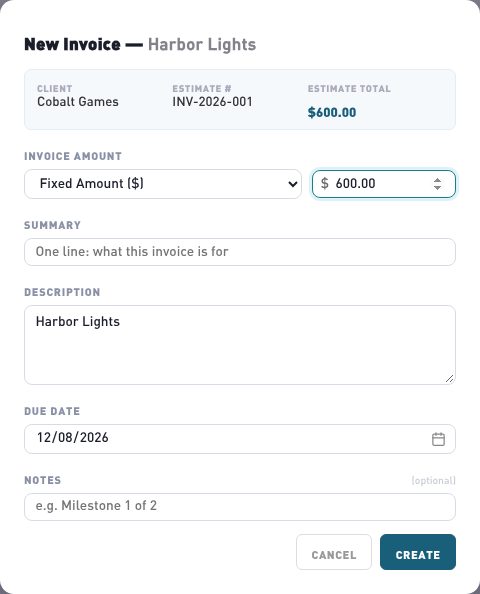 New Invoice — Harbor Lights
CLIENT ESTIMATE # ESTIMATE TOTAL
Cobalt Games INV-2026-001 $600.00
INVOICE AMOUNT
Fixed Amount ($) $ 600.00
SUMMARY
One line: what this invoice is for
DESCRIPTION
Harbor Lights
DUE DATE
12/08/2026
NOTES (optional)
e.g. Milestone 1 of 2
CANCEL CREATE